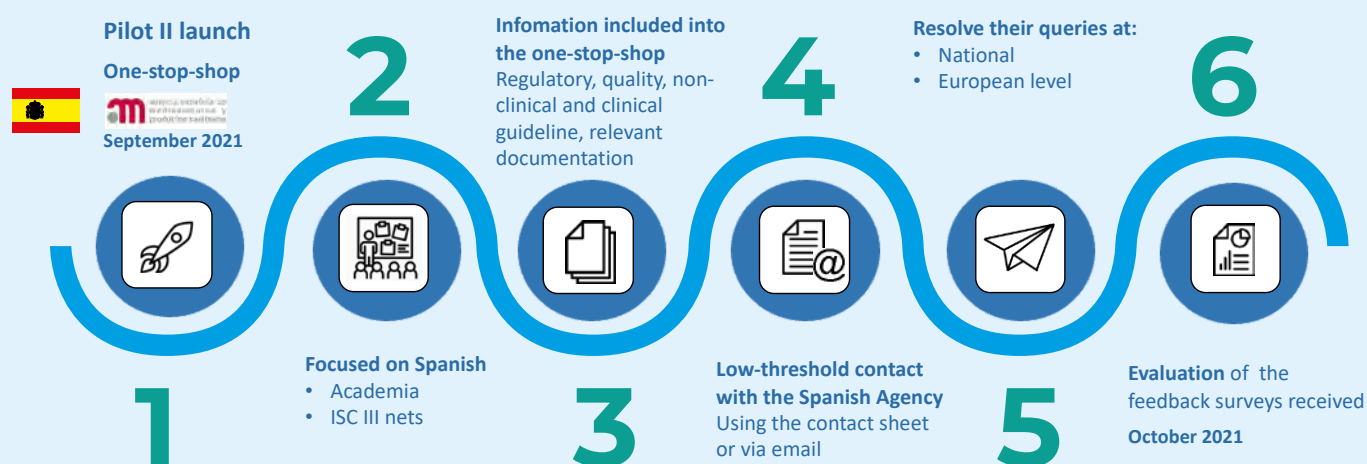 Pilot II launch
One-stop-shop
September 2021
1
2
Focused on Spanish
• Academia
• ISC III nets
Infomation included into
the one-stop-shop
Regulatory, quality, non-
clinical and clinical
guideline, relevant
documentation
3
4
Low-threshold contact
with the Spanish Agency
Using the contact sheet
or via email
@
Resolve their queries at:
• National
• European level
5
6
Evaluation of the
feedback surveys received
October 2021